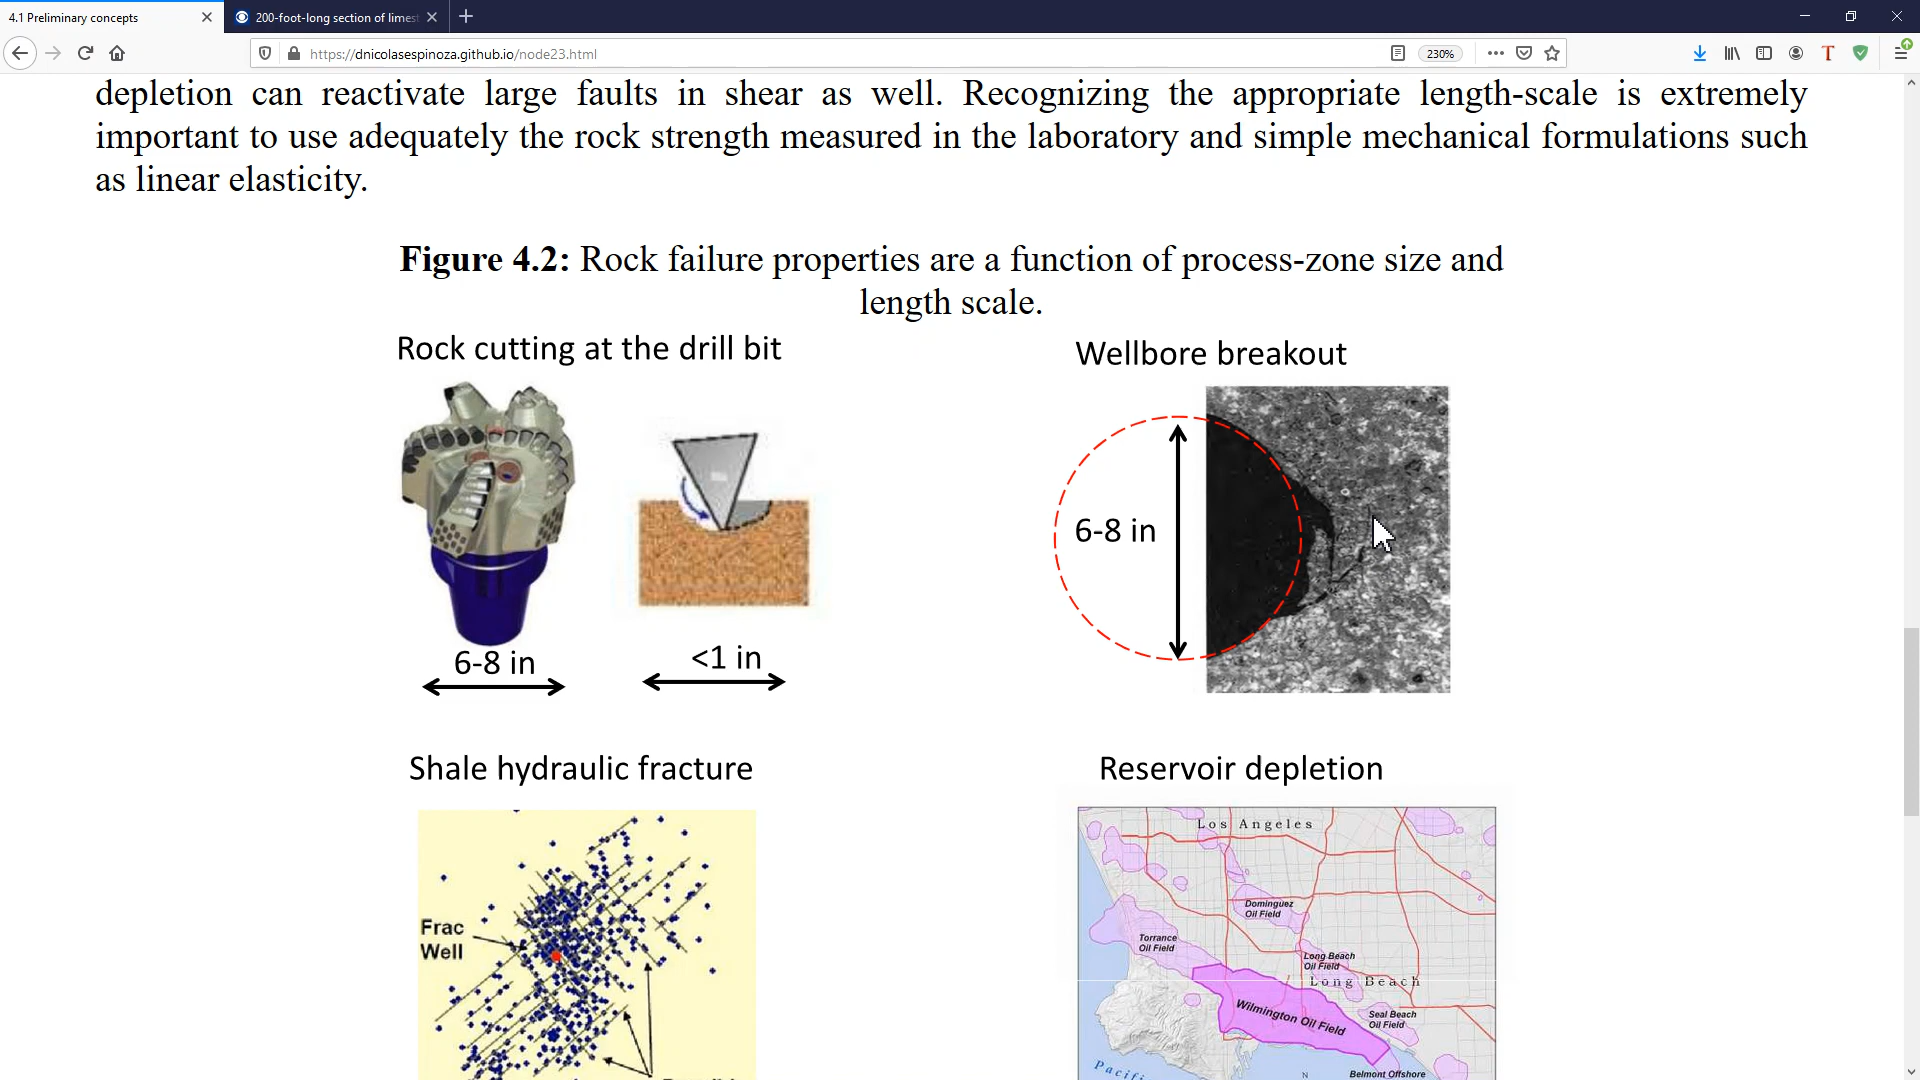 4.1 Preliminary concepts
200-foot-long section of limest
https://dnicolasespinoza.github.io/node23.html
230%
depletion can reactivate large faults in shear as well. Recognizing the appropriate length-scale is extremely
important to use adequately the rock strength measured in the laboratory and simple mechanical formulations such
as linear elasticity.
Figure 4.2: Rock failure properties are a function of process-zone size and
length scale.
Rock cutting at the drill bit
Wellbore breakout
6-8 in
6-8 in
<1 in
Shale hydraulic fracture
Reservoir depletion
Frac
Well
Los Angeles
Dominguez
Oil Field
Torrance
Oil Field
Long Beach
Oil Field
Long Beach
Wilmington Oil Field
Seal Beach
Oil Field
Pacifi
N
Belmont Offshore